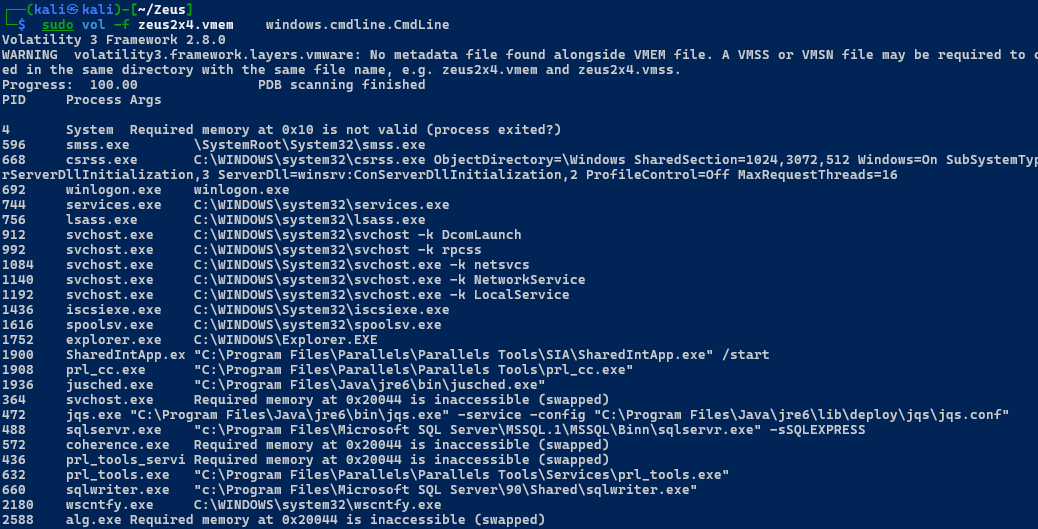 ┌──(kali㉿kali)-[~/Zeus]
└─$ sudo vol -f zeus2x4.vmem    windows.cmdline.CmdLine
Volatility 3 Framework 2.8.0
WARNING  volatility3.framework.layers.vmware: No metadata file found alongside VMEM file. A VMSS or VMSN file may be required to c
ed in the same directory with the same file name, e.g. zeus2x4.vmem and zeus2x4.vmss.
Progress:  100.00               PDB scanning finished
PID     Process Args
4       System  Required memory at 0x10 is not valid (process exited?)
596     smss.exe        \SystemRoot\System32\smss.exe
668     csrss.exe       C:\WINDOWS\system32\csrss.exe ObjectDirectory=\Windows SharedSection=1024,3072,512 Windows=On SubSystemTyp
rServerDllInitialization,3 ServerDll=winsrv:ConServerDllInitialization,2 ProfileControl=Off MaxRequestThreads=16
692     winlogon.exe    winlogon.exe
744     services.exe    C:\WINDOWS\system32\services.exe
756     lsass.exe       C:\WINDOWS\system32\lsass.exe
912     svchost.exe     C:\WINDOWS\system32\svchost -k DcomLaunch
992     svchost.exe     C:\WINDOWS\system32\svchost -k rpcss
1084    svchost.exe     C:\WINDOWS\System32\svchost.exe -k netsvcs
1140    svchost.exe     C:\WINDOWS\system32\svchost.exe -k NetworkService
1192    svchost.exe     C:\WINDOWS\system32\svchost.exe -k LocalService
1436    iscsiexe.exe    C:\WINDOWS\System32\iscsiexe.exe
1616    spoolsv.exe     C:\WINDOWS\system32\spoolsv.exe
1752    explorer.exe    C:\WINDOWS\Explorer.EXE
1900    SharedIntApp.ex "C:\Program Files\Parallels\Parallels Tools\SIA\SharedIntApp.exe" /start
1908    prl_cc.exe      "C:\Program Files\Parallels\Parallels Tools\prl_cc.exe"
1936    jusched.exe     "C:\Program Files\Java\jre6\bin\jusched.exe"
364     svchost.exe     Required memory at 0x20044 is inaccessible (swapped)
472     jqs.exe "C:\Program Files\Java\jre6\bin\jqs.exe" -service -config "C:\Program Files\Java\jre6\lib\deploy\jqs\jqs.conf"
488     sqlservr.exe    "c:\Program Files\Microsoft SQL Server\MSSQL.1\MSSQL\Binn\sqlservr.exe" -sSQLEXPRESS
572     coherence.exe   Required memory at 0x20044 is inaccessible (swapped)
436     prl_tools_servi Required memory at 0x20044 is inaccessible (swapped)
632     prl_tools.exe   "C:\Program Files\Parallels\Parallels Tools\Services\prl_tools.exe"
660     sqlwriter.exe   "c:\Program Files\Microsoft SQL Server\90\Shared\sqlwriter.exe"
2180    wscntfy.exe     C:\WINDOWS\system32\wscntfy.exe
2588    alg.exe Required memory at 0x20044 is inaccessible (swapped)